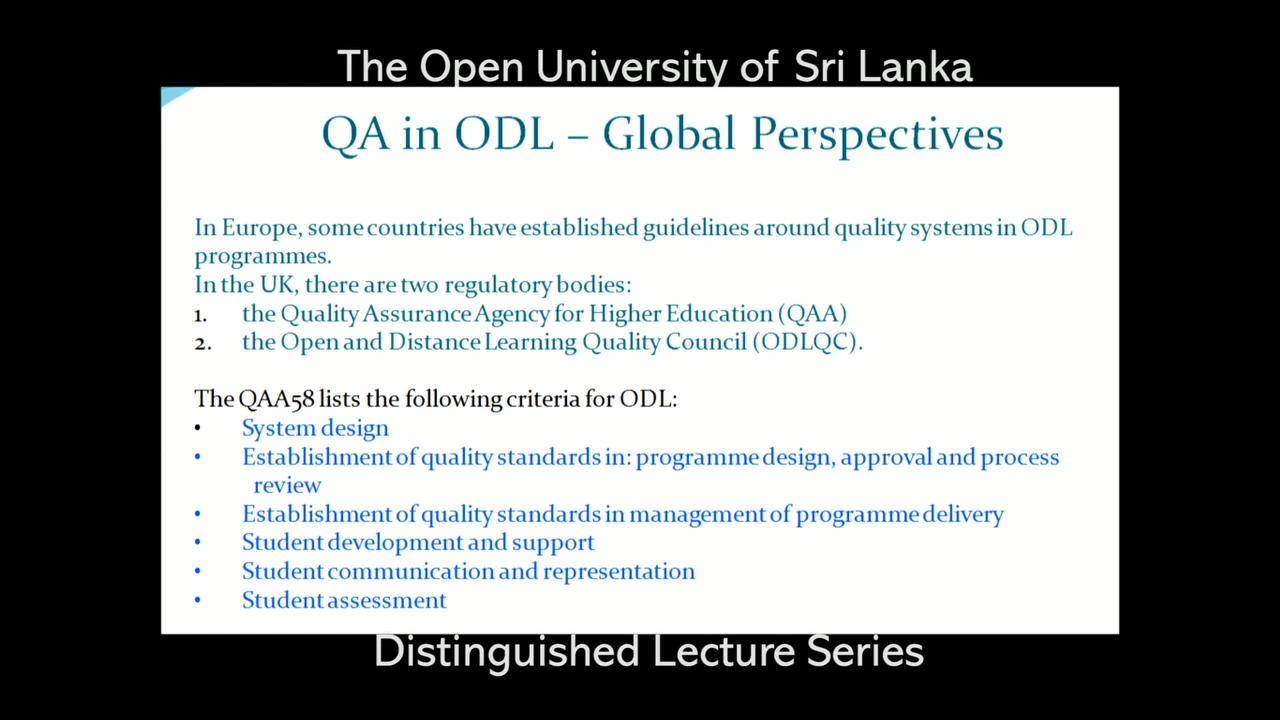 The Open University of Sri Lanka
QA in ODL – Global Perspectives
In Europe, some countries have established guidelines around quality systems in ODL
programmes.
In the UK, there are two regulatory bodies:
1. the Quality Assurance Agency for Higher Education (QAA)
2. the Open and Distance Learning Quality Council (ODLQC).
The QAA58 lists the following criteria for ODL:
• System design
• Establishment of quality standards in: programme design, approval and process
review
• Establishment of quality standards in management of programme delivery
• Student development and support
• Student communication and representation
• Student assessment
Distinguished Lecture Series